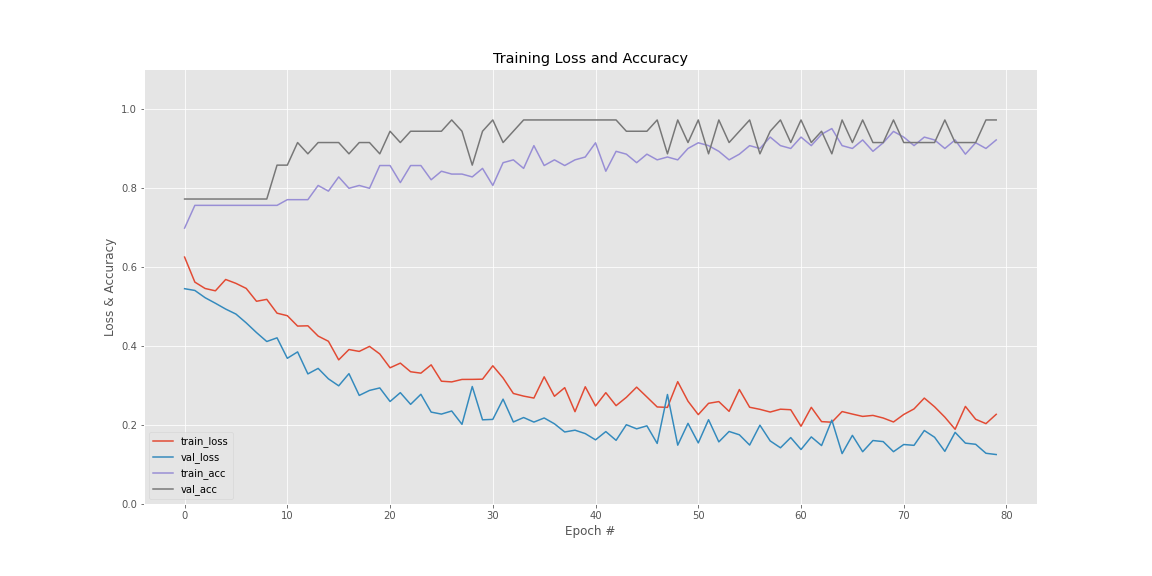 Training Loss and Accuracy
Loss & Accuracy
1.0
0.8
0.6
0.4
0.2
0.0
train_loss
val_loss
train_acc
val_acc
0 10 20 30 40 50 60 70 80
Epoch #